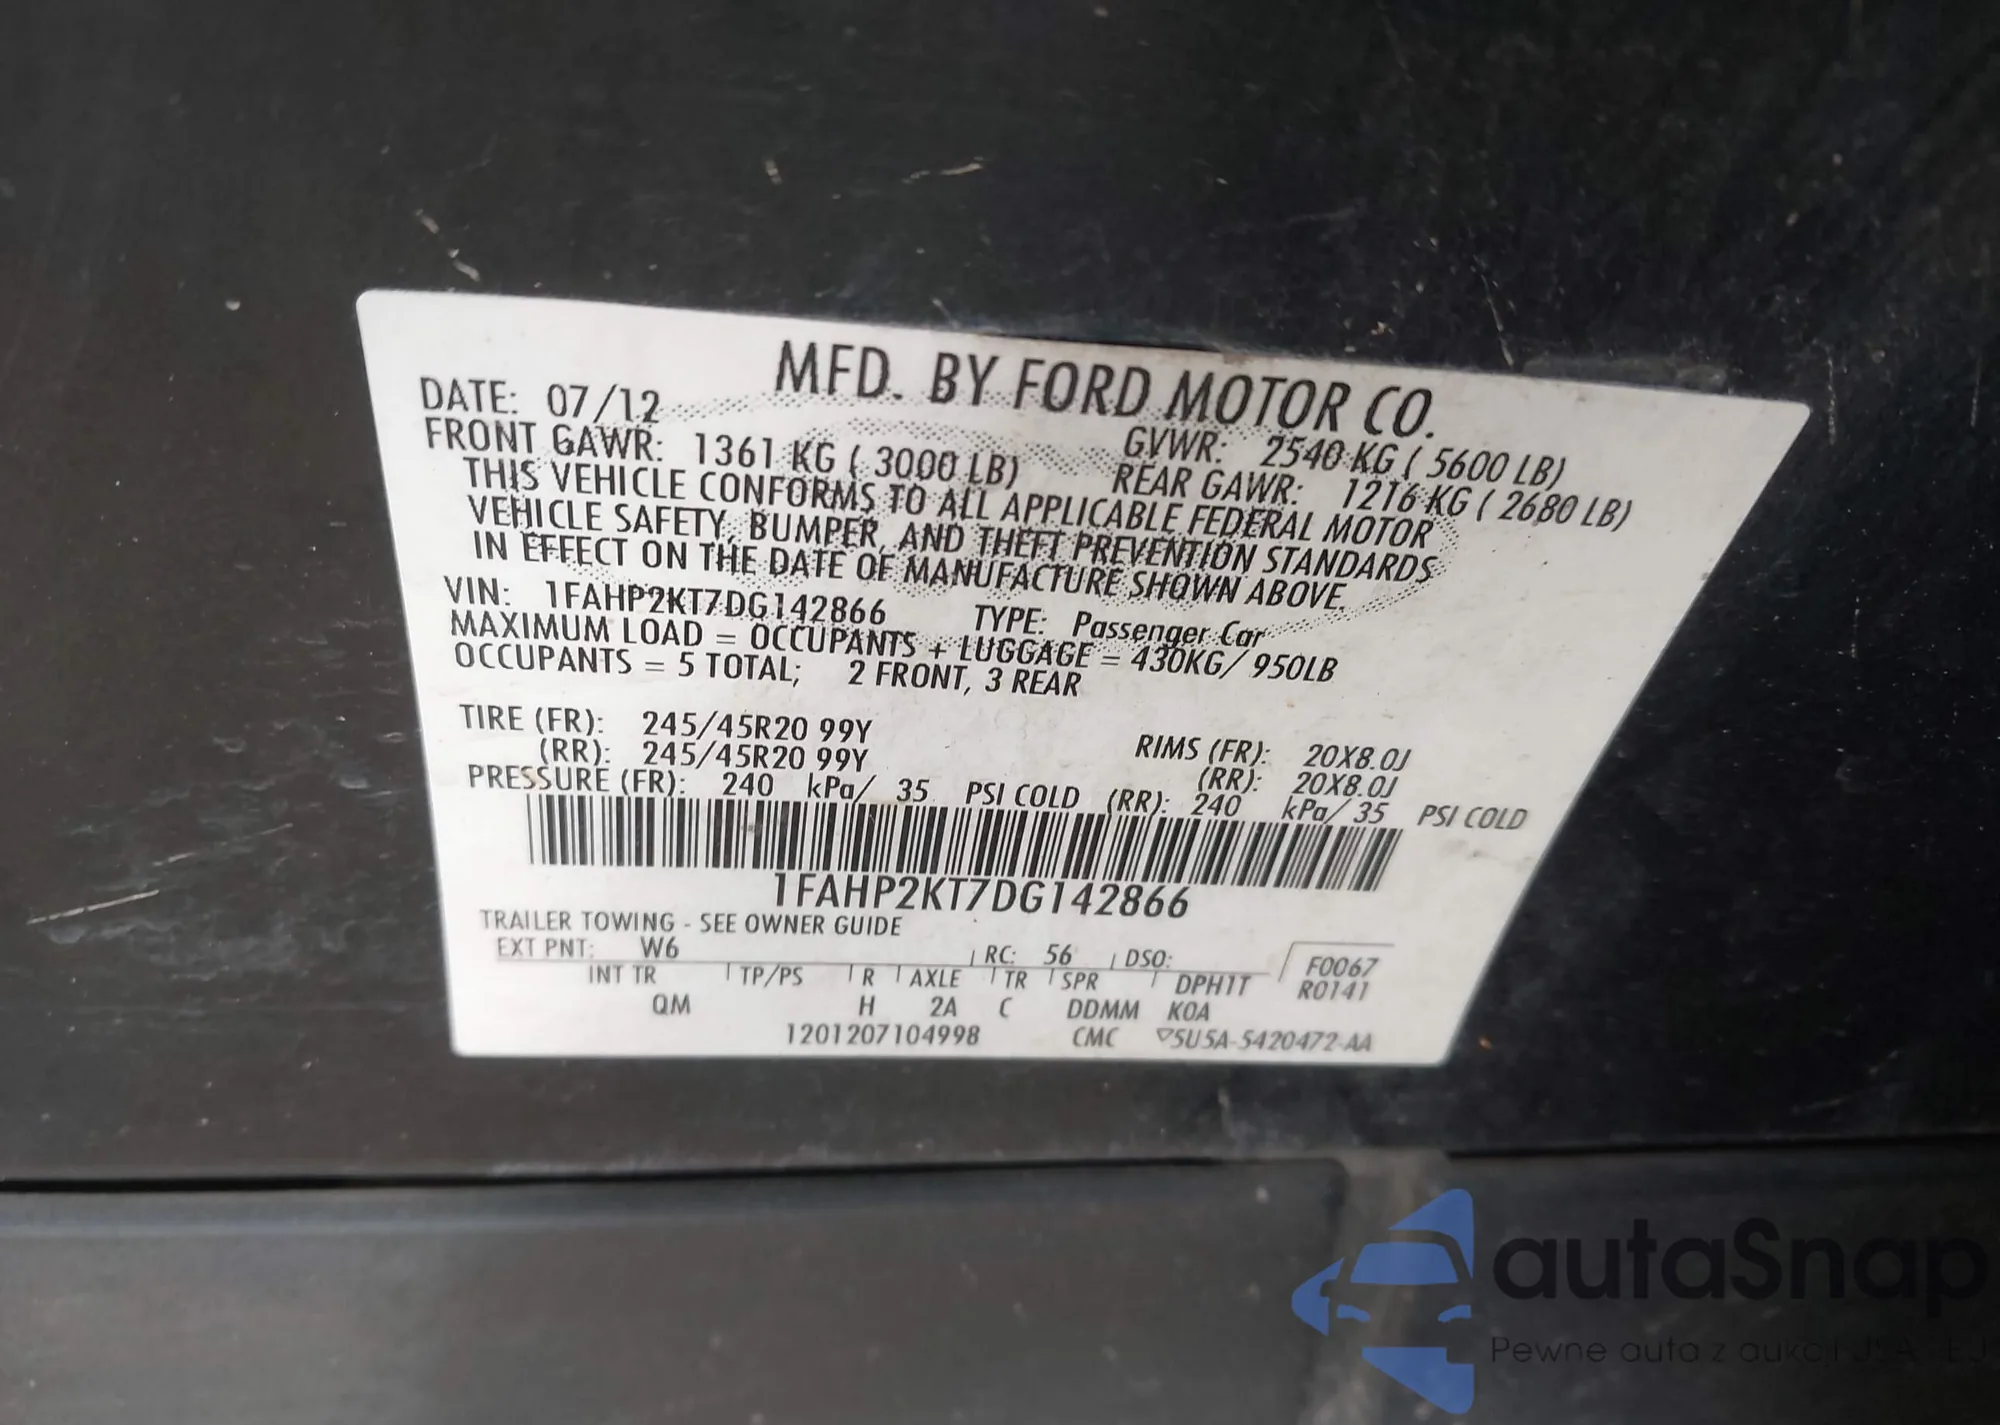 MFD. BY FORD MOTOR CO.
DATE: 07/12
GVWR: 2540 KG ( 5600 LB)
FRONT GAWR: 1361 KG ( 3000 LB)
REAR GAWR: 1216 KG ( 2680 LB)
THIS VEHICLE CONFORMS TO ALL APPLICABLE FEDERAL MOTOR
VEHICLE SAFETY, BUMPER, AND THEFT PREVENTION STANDARDS
IN EFFECT ON THE DATE OF MANUFACTURE SHOWN ABOVE.
VIN: 1FAHP2KT7DG142866 TYPE: Passenger Car
MAXIMUM LOAD = OCCUPANTS + LUGGAGE = 430KG/ 950LB
OCCUPANTS = 5 TOTAL; 2 FRONT, 3 REAR
TIRE (FR): 245/45R20 99Y RIMS (FR): 20X8.0J
(RR): 245/45R20 99Y (RR): 20X8.0J
PRESSURE (FR): 240 kPa/ 35 PSI COLD (RR): 240 kPa/ 35 PSI COLD
1FAHP2KT7DG142866
TRAILER TOWING - SEE OWNER GUIDE
EXT PNT: W6 RC: 56 DSO: F0067
INT TR TP/PS R AXLE TR SPR DPH1T R0141
QM H 2A C DDMM KOA
1201207104998 CMC ▽5U5A-5420472-AA
autaSnap
Pewne auta z aukcji